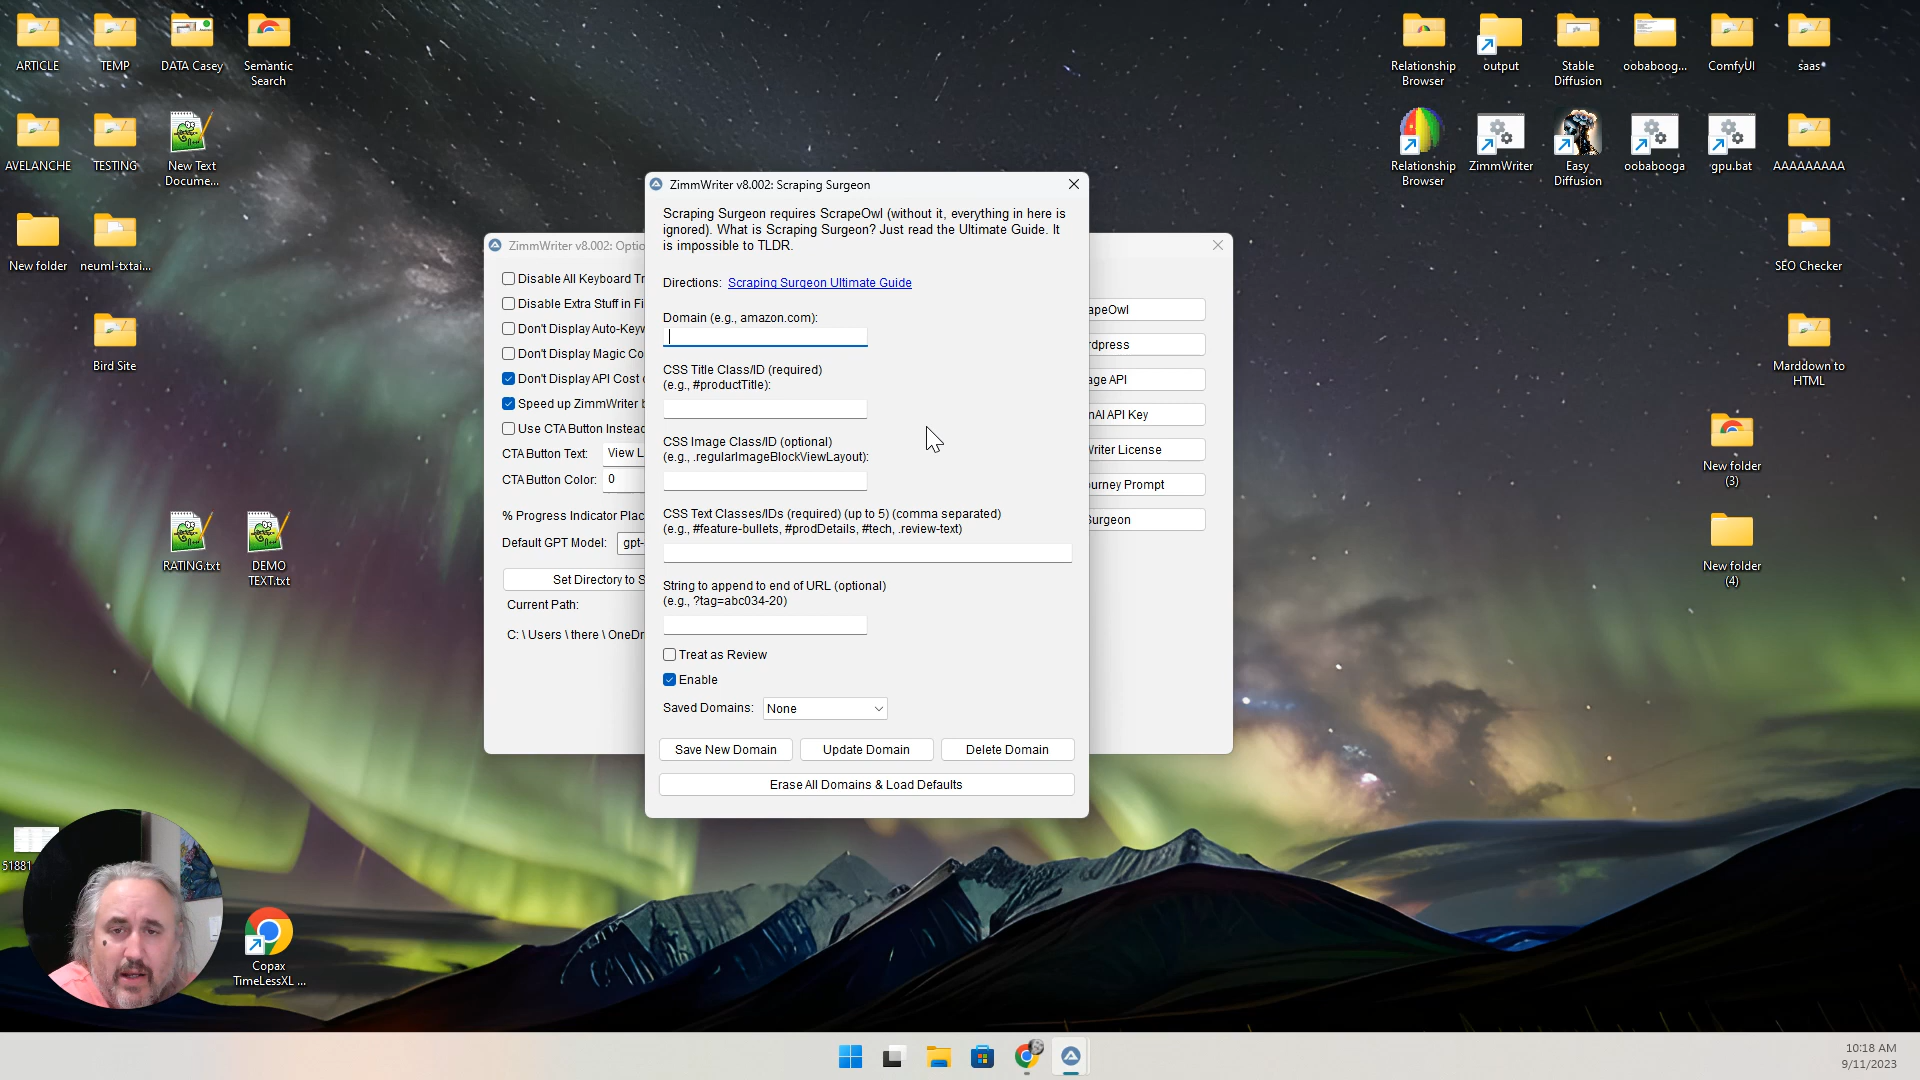 ARTICLE
TEMP
DATA Casey
Semantic
Search
AVELANCHE
TESTING
New Text
Docume...
New folder
neuml-txtai...
Bird Site
RATING.txt
DEMO
TEXT.txt
51881
Copax
TimeLessXL ...
Relationship
Browser
output
Stable
Diffusion
oobaboog...
ComfyUI
saas
Relationship
Browser
ZimmWriter
Easy
Diffusion
oobabooga
gpu.bat
AAAAAAAAA
SEO Checker
Marddown to
HTML
New folder
(3)
New folder
(4)
ZimmWriter v8.002: Optio
Disable All Keyboard Tr
Disable Extra Stuff in Fi
Don't Display Auto-Keyw
Don't Display Magic Co
Don't Display API Cost
Speed up ZimmWriter b
Use CTA Button Instead
CTA Button Text: View L
CTA Button Color: 0
% Progress Indicator Plac
Default GPT Model: gpt-
Set Directory to S
Current Path:
C: \ Users \ there \ OneDr
apeOwl
rdpress
age API
nAI API Key
Writer License
ourney Prompt
Surgeon
ZimmWriter v8.002: Scraping Surgeon
Scraping Surgeon requires ScrapeOwl (without it, everything in here is
ignored). What is Scraping Surgeon? Just read the Ultimate Guide. It
is impossible to TLDR.
Directions: Scraping Surgeon Ultimate Guide
Domain (e.g., amazon.com):
CSS Title Class/ID (required)
(e.g., #productTitle):
CSS Image Class/ID (optional)
(e.g., .regularImageBlockViewLayout):
CSS Text Classes/IDs (required) (up to 5) (comma separated)
(e.g., #feature-bullets, #prodDetails, #tech, .review-text)
String to append to end of URL (optional)
(e.g., ?tag=abc034-20)
Treat as Review
Enable
Saved Domains: None
Save New Domain
Update Domain
Delete Domain
Erase All Domains & Load Defaults
10:18 AM
9/11/2023